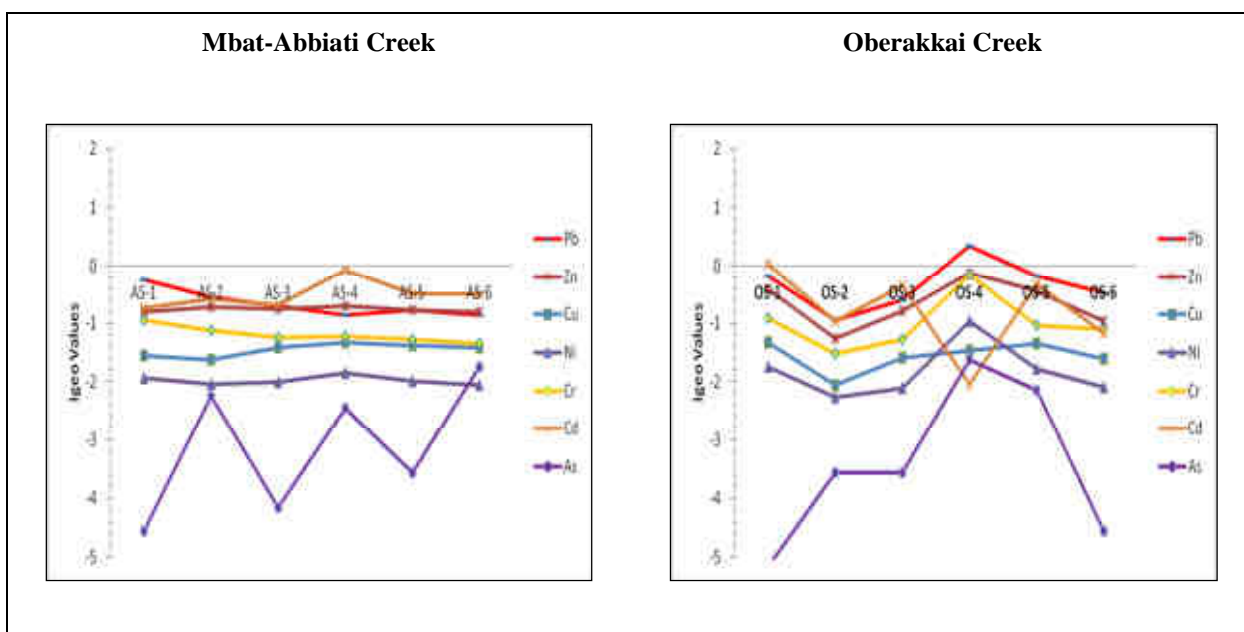 Mbat-Abbiati Creek
2
1
0
-1
-2
-3
-4
-5
Igeo Values
AS-1
AS-2
AS-3
AS-4
AS-5
AS-6
Pb
Zn
Cu
Ni
Cr
Cd
As
Oberakkai Creek
2
1
0
-1
-2
-3
-4
-5
Igeo Values
OS-1
OS-2
OS-3
OS-4
OS-5
OS-6
Pb
Zn
Cu
Ni
Cr
Cd
As